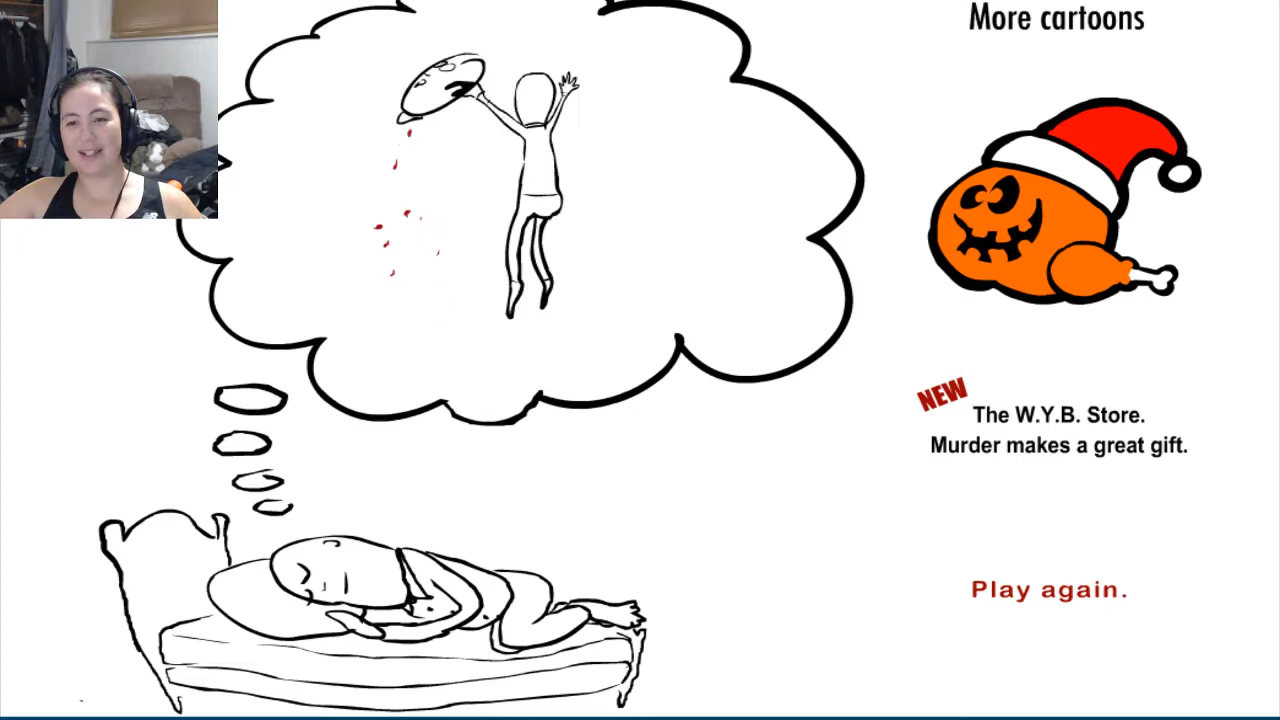 More cartoons
NEW
The W.Y.B. Store.
Murder makes a great gift.
Play again.